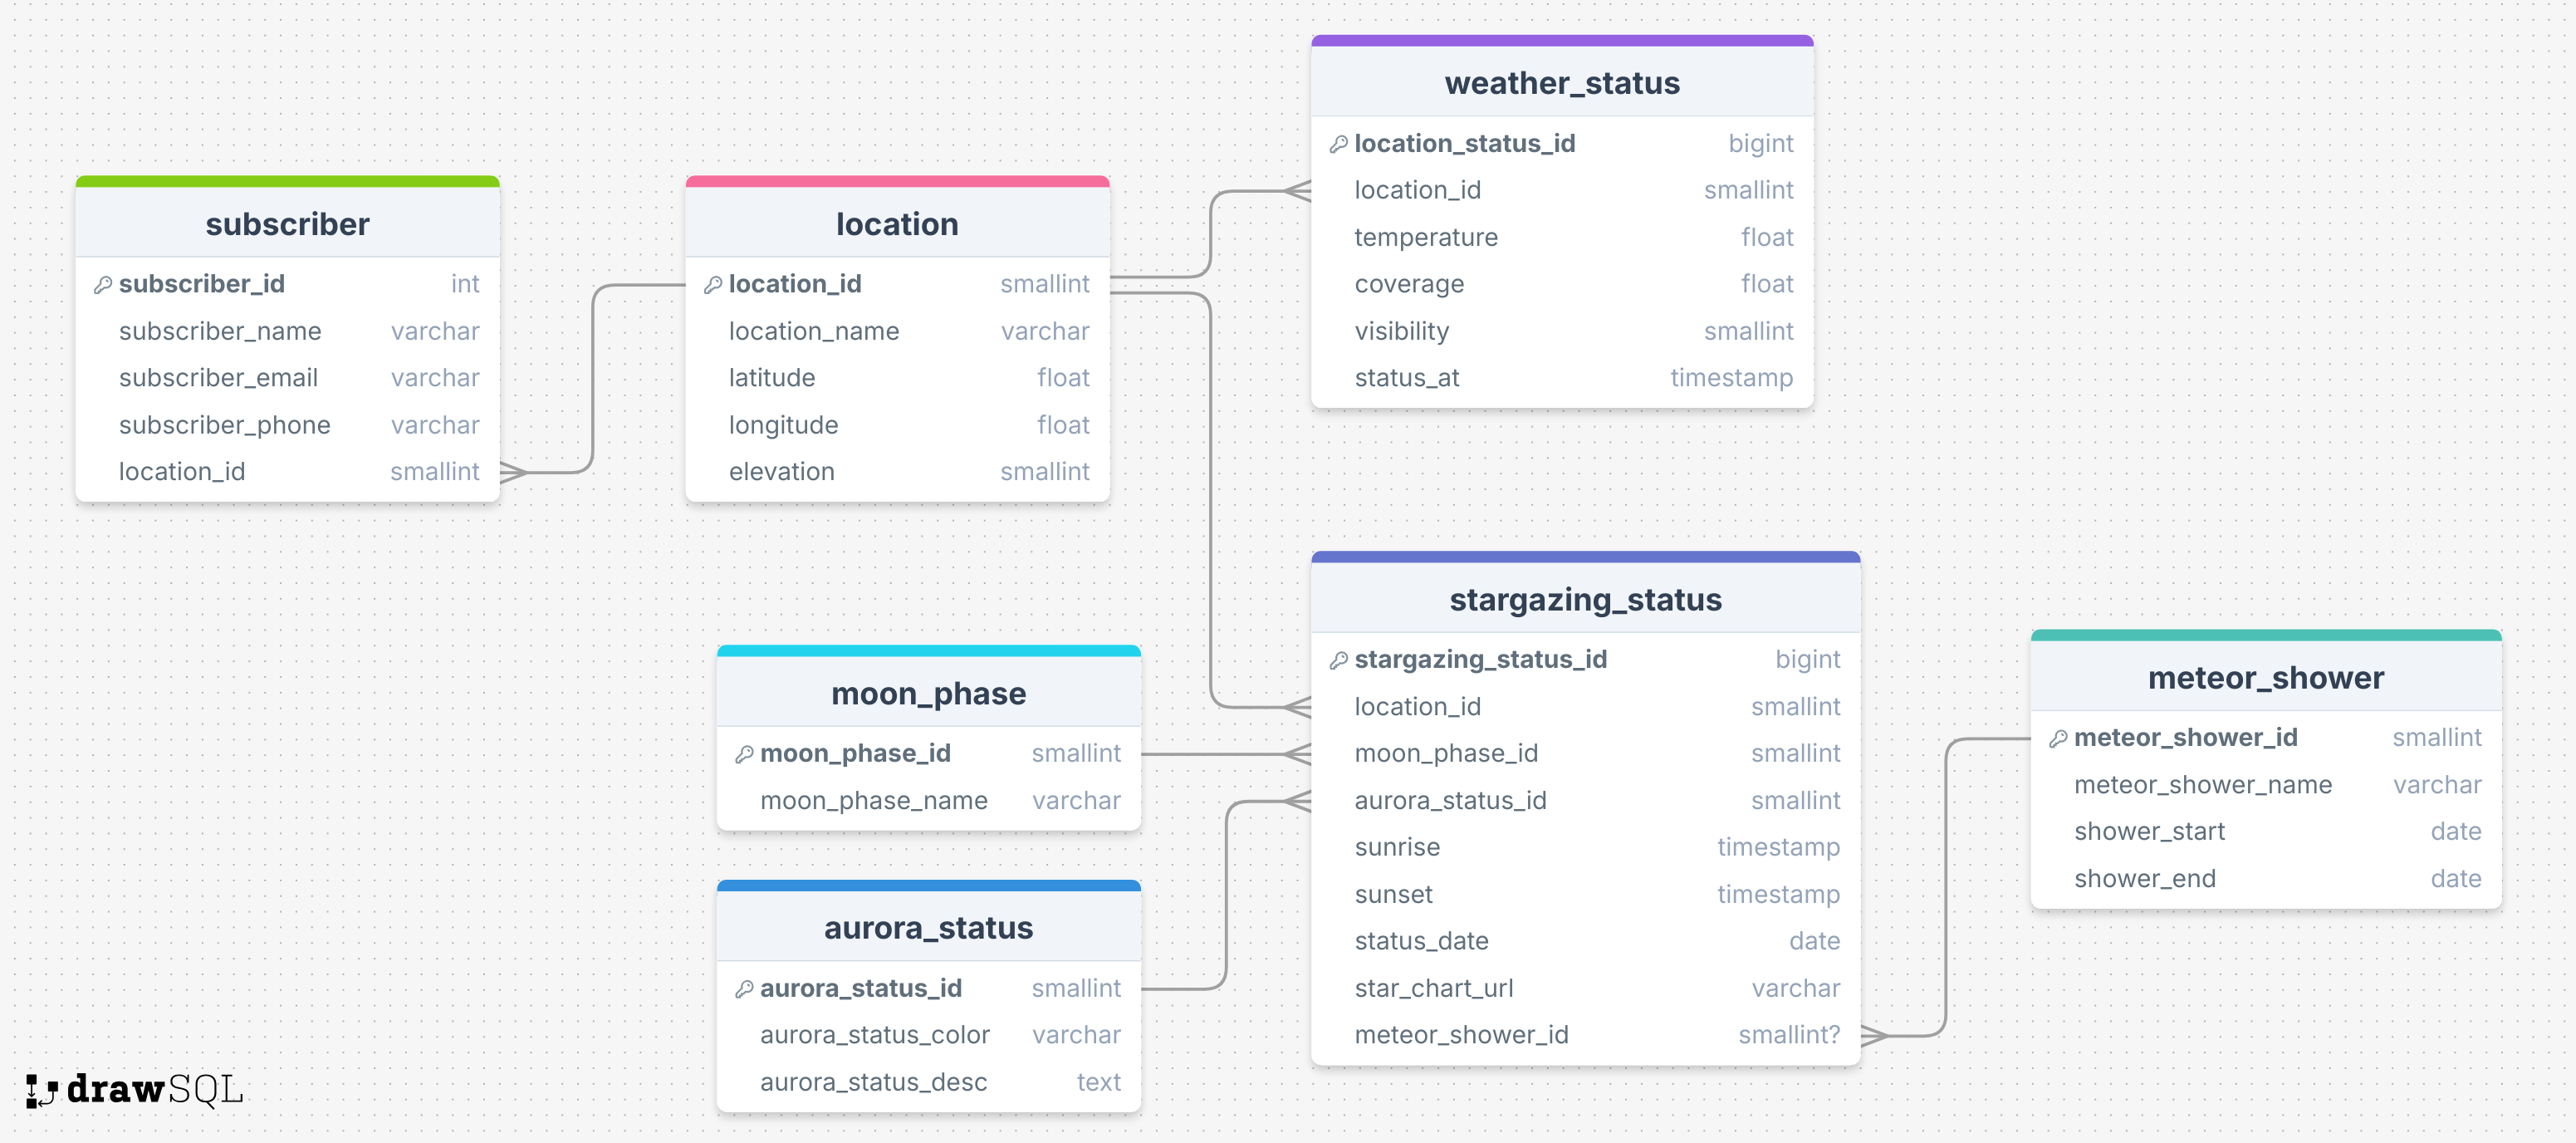 subscriber
subscriber_id int
subscriber_name varchar
subscriber_email varchar
subscriber_phone varchar
location_id smallint
location
location_id smallint
location_name varchar
latitude float
longitude float
elevation smallint
weather_status
location_status_id bigint
location_id smallint
temperature float
coverage float
visibility smallint
status_at timestamp
moon_phase
moon_phase_id smallint
moon_phase_name varchar
aurora_status
aurora_status_id smallint
aurora_status_color varchar
aurora_status_desc text
stargazing_status
stargazing_status_id bigint
location_id smallint
moon_phase_id smallint
aurora_status_id smallint
sunrise timestamp
sunset timestamp
status_date date
star_chart_url varchar
meteor_shower_id smallint?
meteor_shower
meteor_shower_id smallint
meteor_shower_name varchar
shower_start date
shower_end date
drawSQL